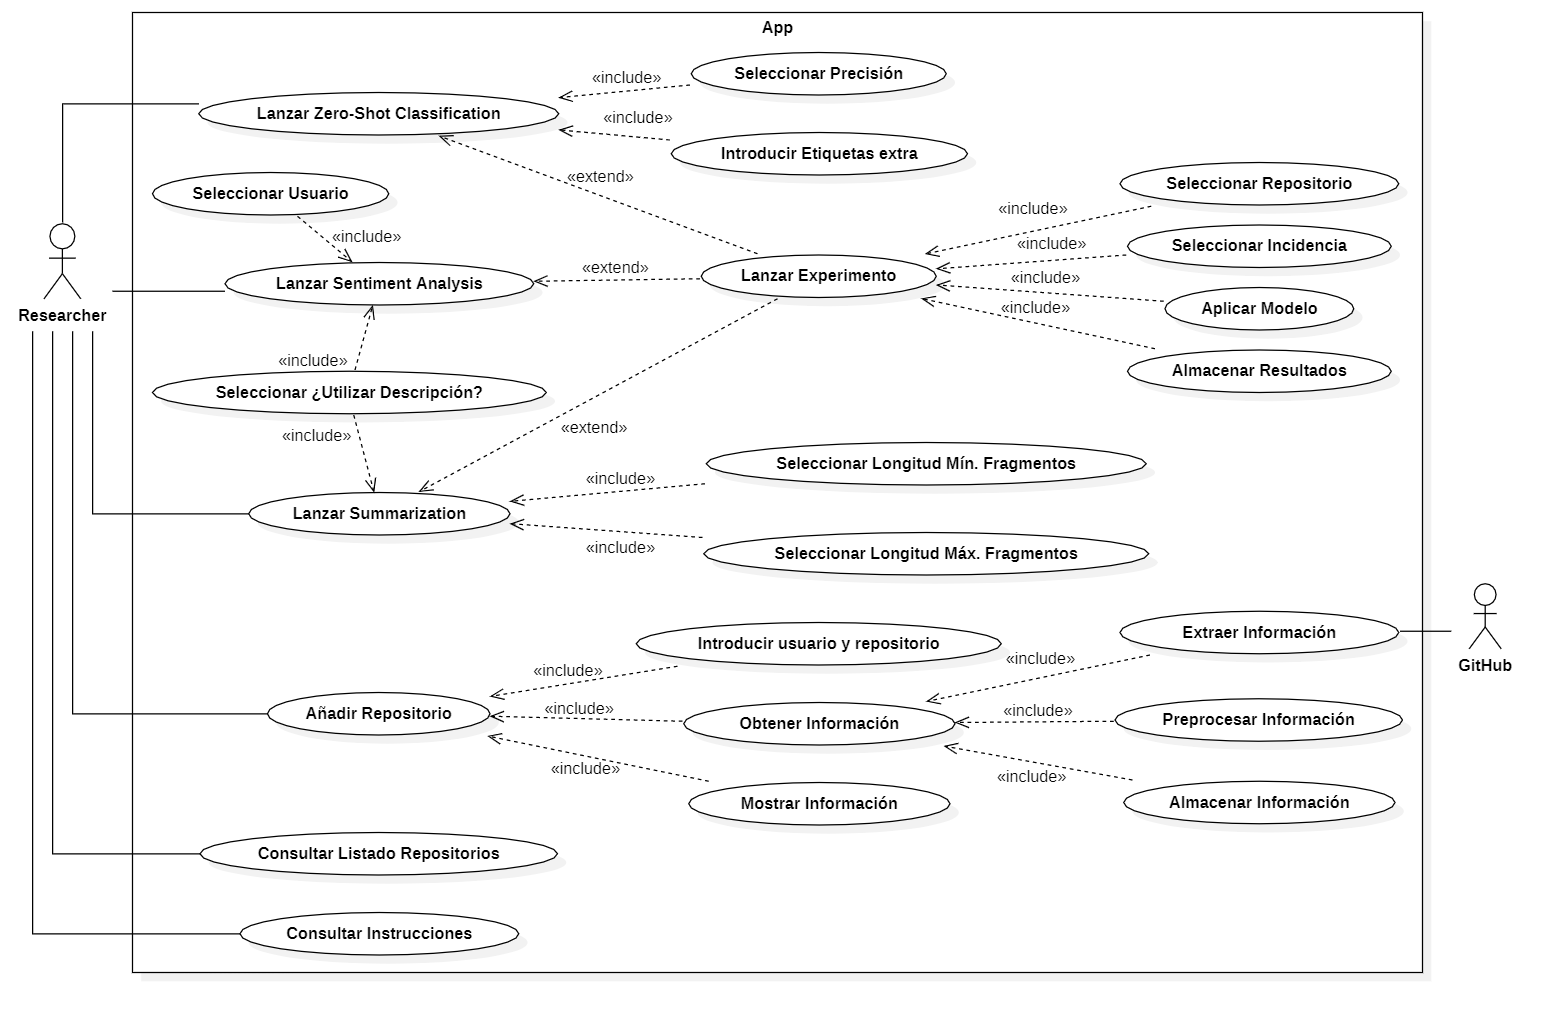 App
Seleccionar Precisión
«include»
Lanzar Zero-Shot Classification
«include»
Introducir Etiquetas extra
«extend»
Seleccionar Usuario
Seleccionar Repositorio
«include»
«include»
Seleccionar Incidencia
«include»
Lanzar Sentiment Analysis
«extend»
Lanzar Experimento
«include»
Aplicar Modelo
«include»
Researcher
«include»
Almacenar Resultados
Seleccionar ¿Utilizar Descripción?
«include»
«extend»
Seleccionar Longitud Mín. Fragmentos
«include»
Lanzar Summarization
«include»
Seleccionar Longitud Máx. Fragmentos
Introducir usuario y repositorio
Extraer Información
«include»
«include»
GitHub
Añadir Repositorio
«include»
Obtener Información
«include»
Preprocesar Información
«include»
«include»
Mostrar Información
Almacenar Información
Consultar Listado Repositorios
Consultar Instrucciones